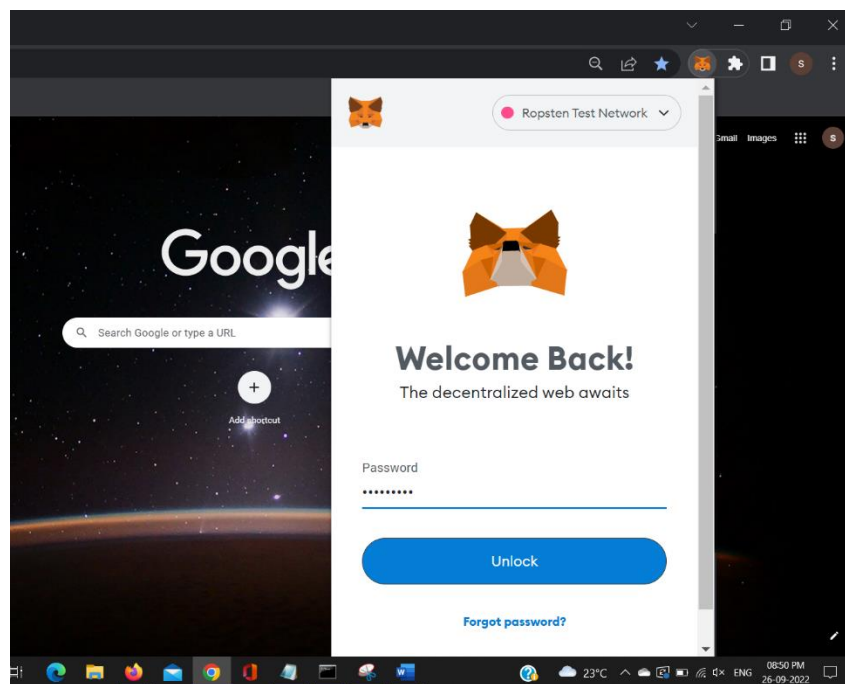 Ropsten Test Network
Images
S
S
Google
Search Google or type a URL
Add shortcut
Welcome Back!
The decentralized web awaits
Password
•••••••••
Unlock
Forgot password?
23°C
ENG
08:50 PM
26-09-2022